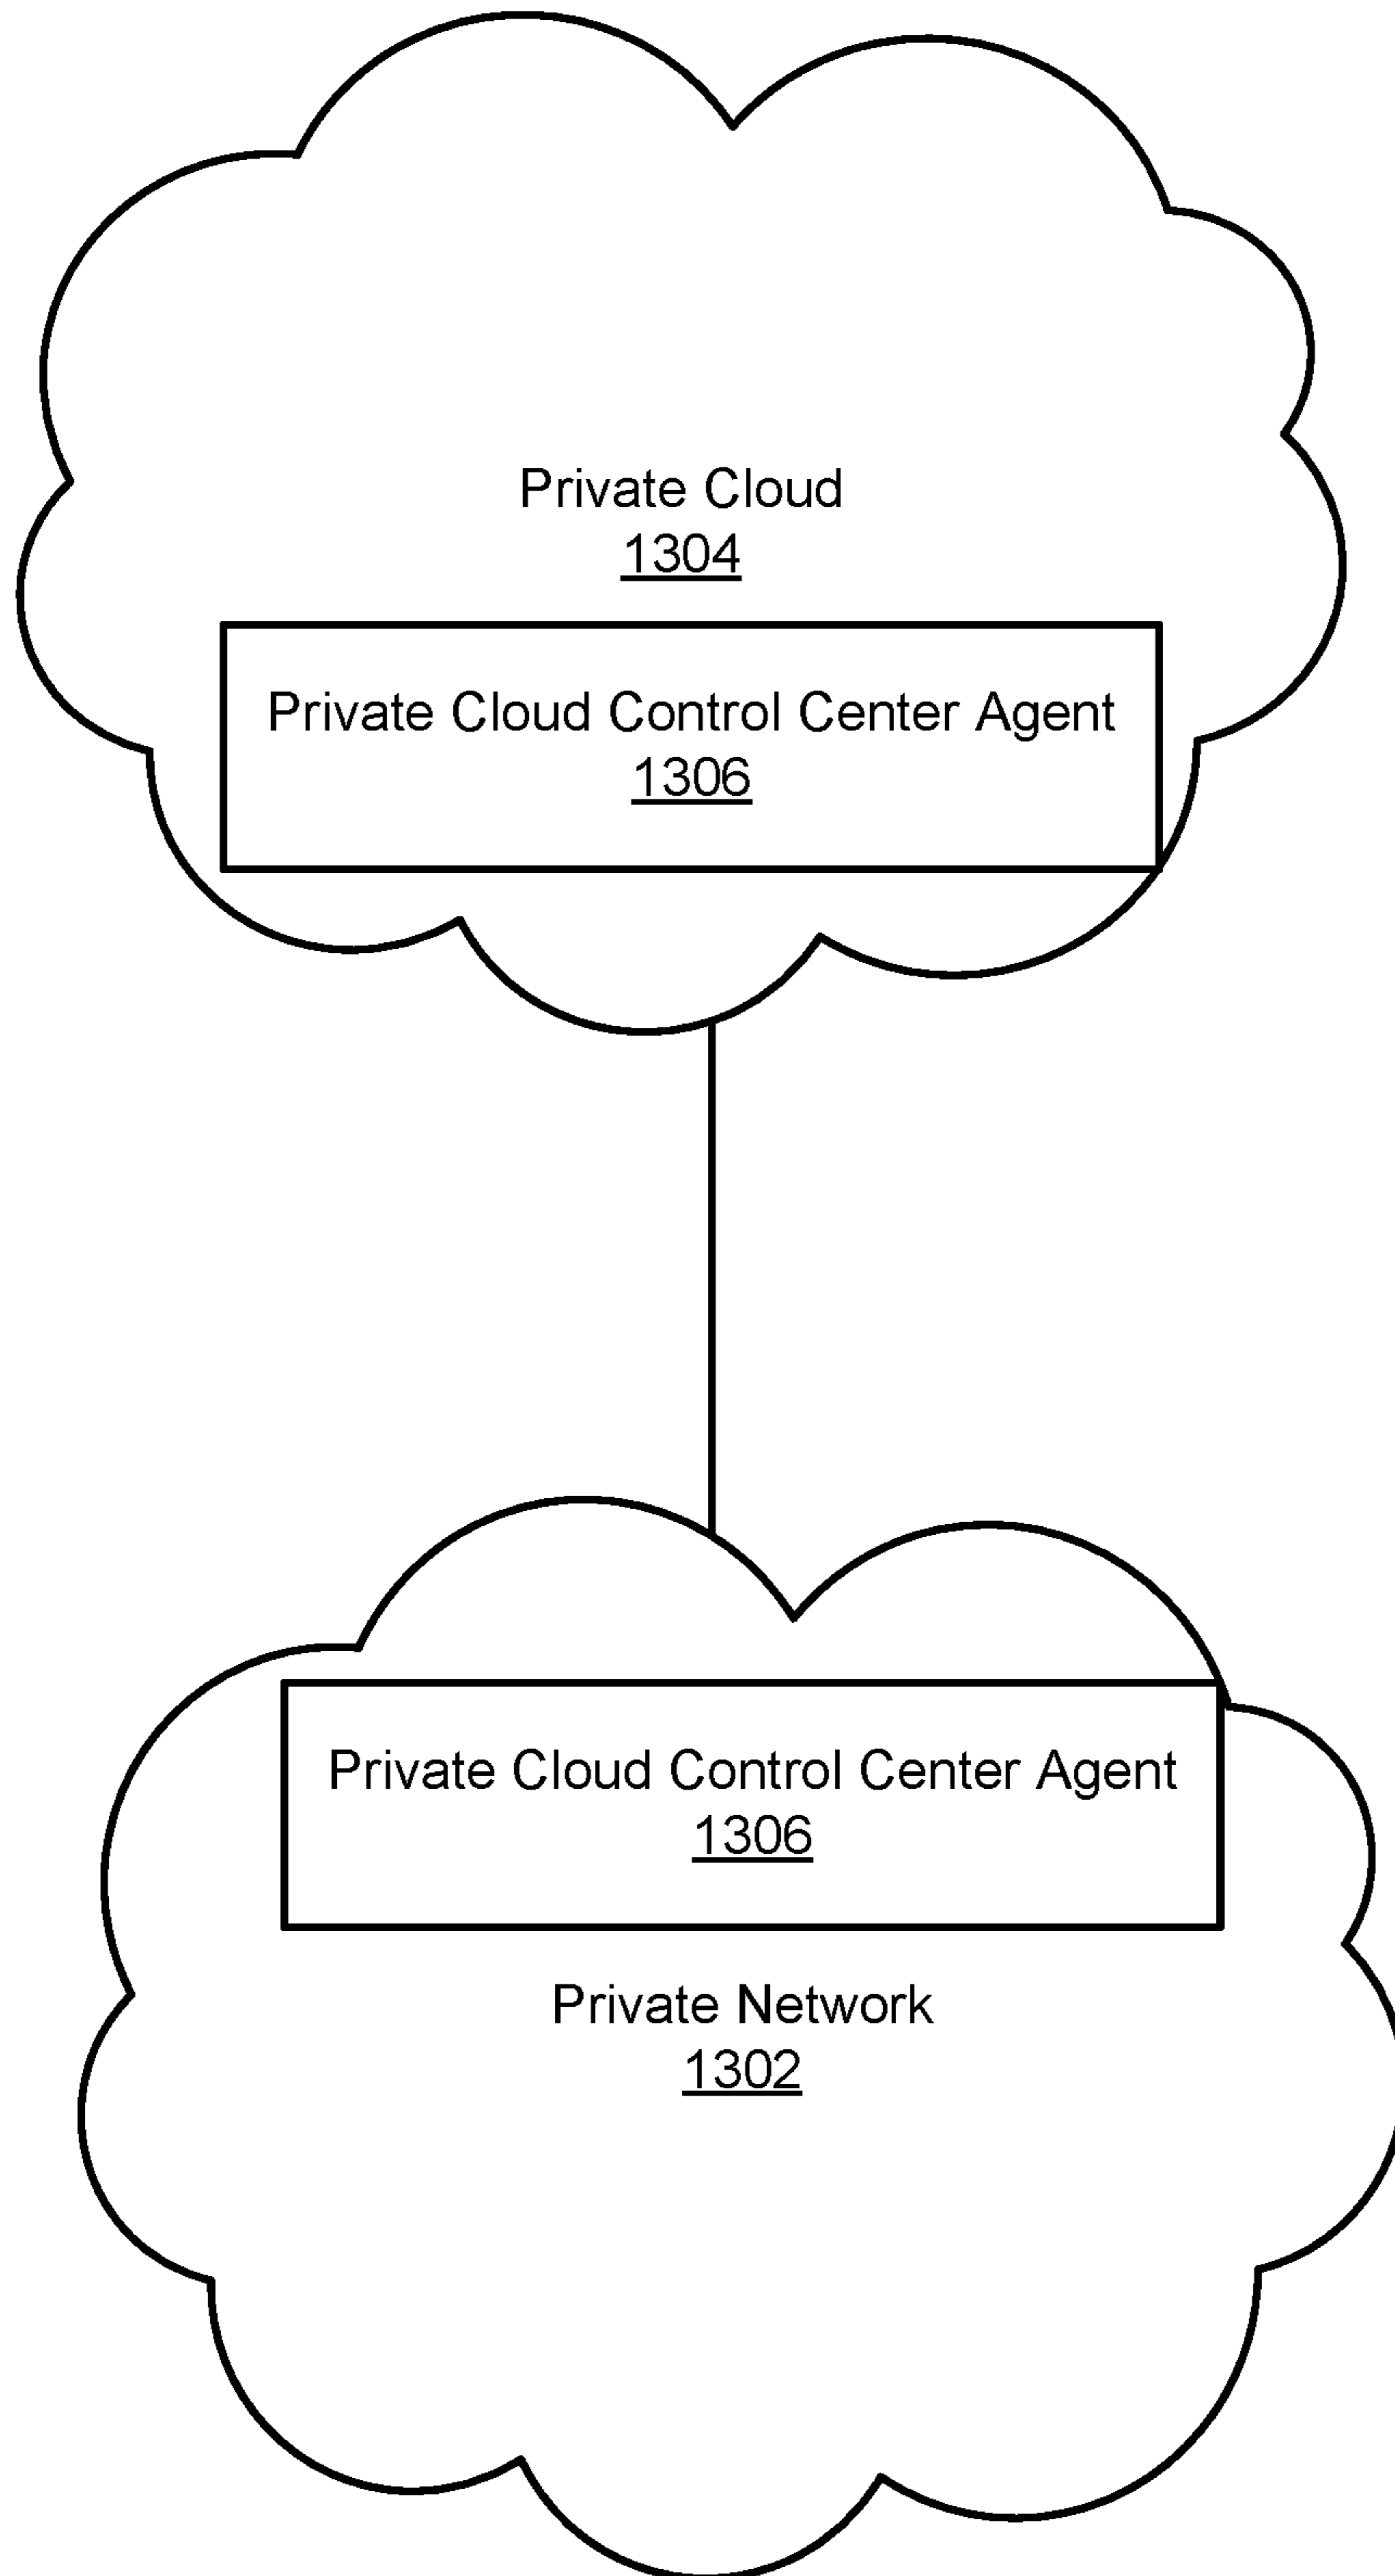 Private Cloud
1304
Private Cloud Control Center Agent
1306
Private Cloud Control Center Agent
1306
Private Network
1302